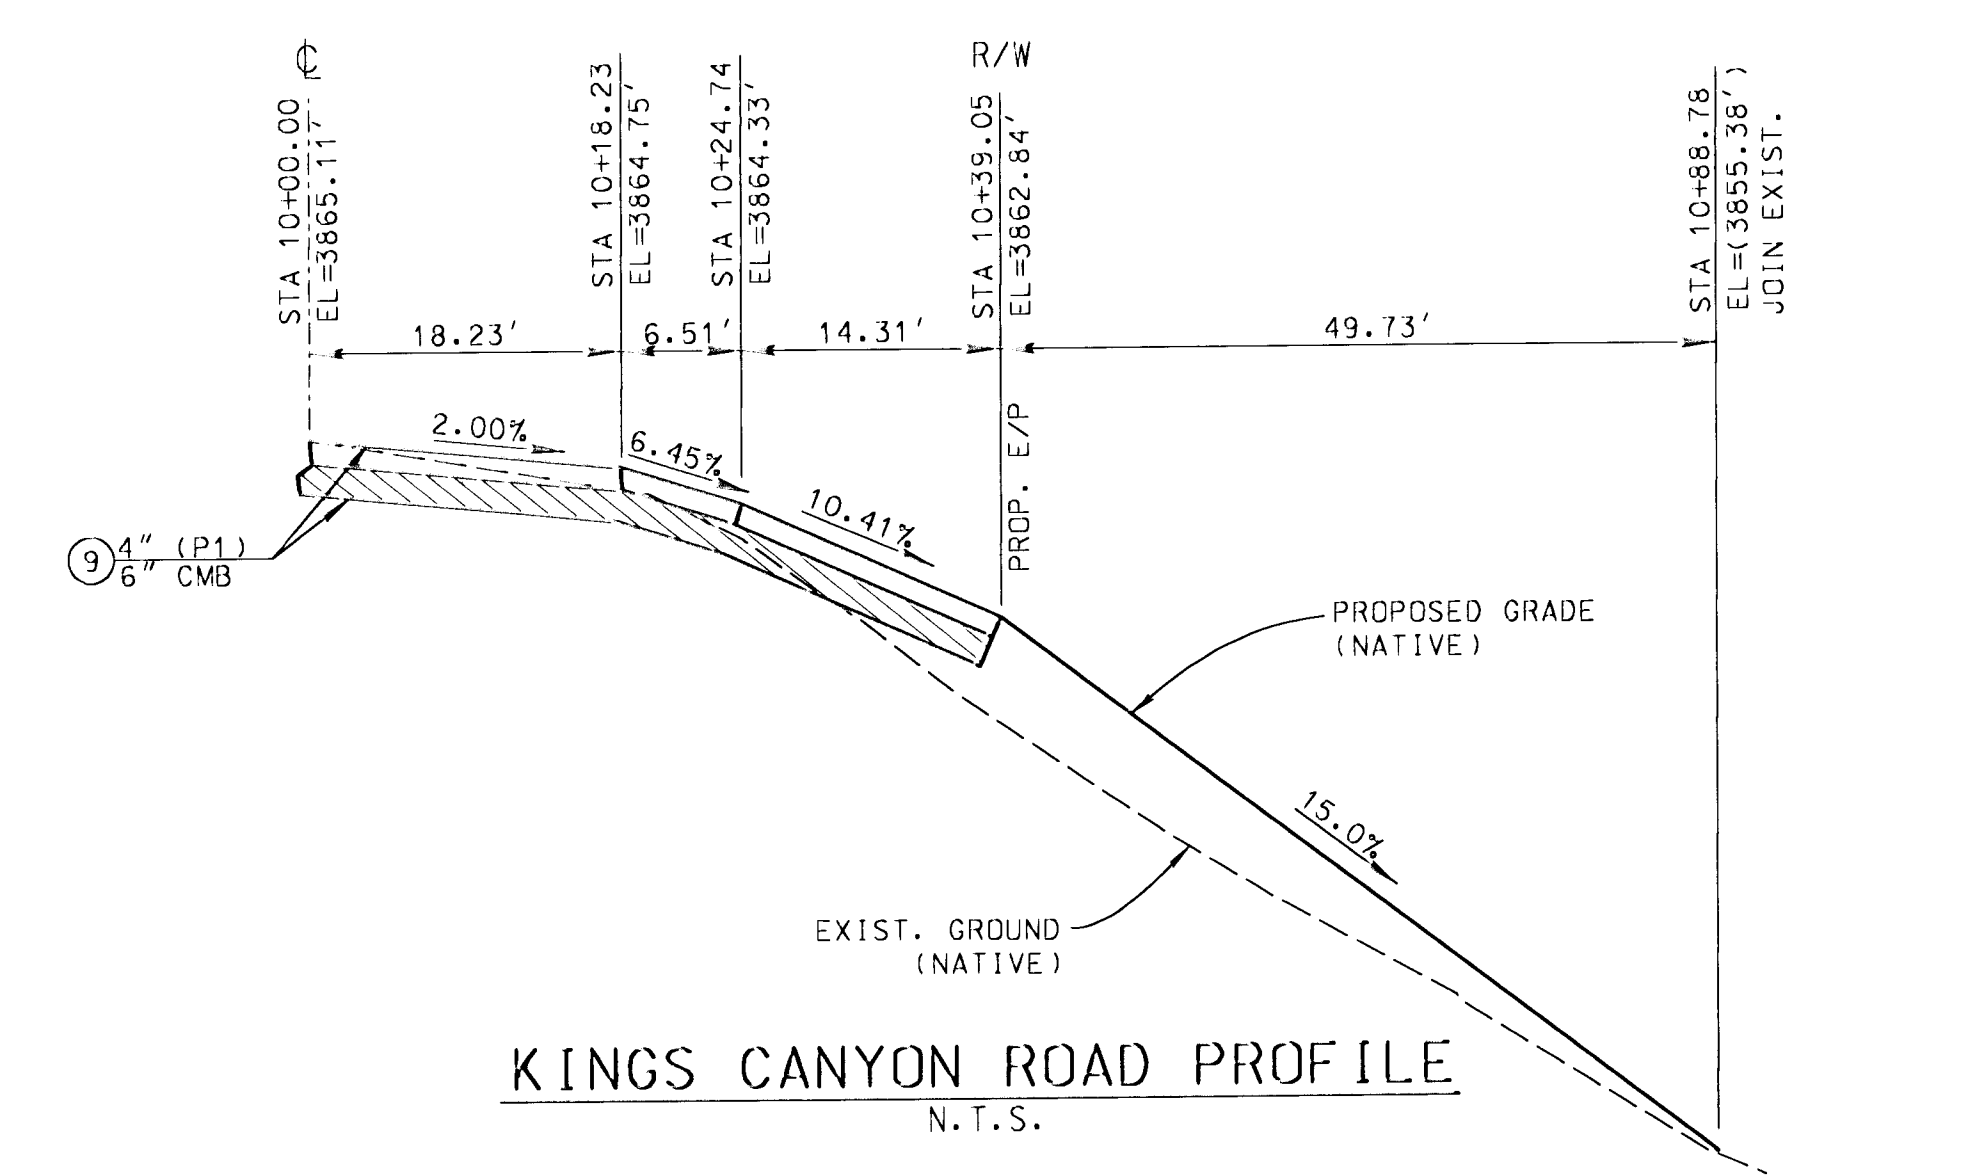 ℄
R/W
STA 10+00.00
EL=3865.11'
STA 10+18.23
EL=3864.75'
STA 10+24.74
EL=3864.33'
STA 10+39.05
EL=3862.84'
STA 10+88.78
EL=(3855.38')
JOIN EXIST.
18.23'
6.51'
14.31'
49.73'
2.00%
6.45%
10.41%
PROP. E/P
9
4" (P1)
6" CMB
PROPOSED GRADE
(NATIVE)
15.0%
EXIST. GROUND
(NATIVE)
KINGS CANYON ROAD PROFILE
N.T.S.